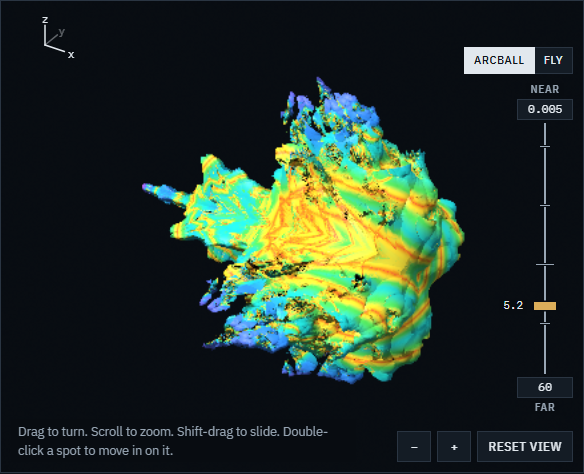 z
y
x
ARCBALL FLY
NEAR
0.005
5.2
60
FAR
Drag to turn. Scroll to zoom. Shift-drag to slide. Double-
click a spot to move in on it.
− + RESET VIEW